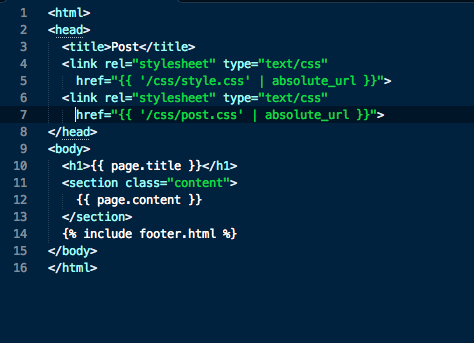 1 <html>
2 <head>
3 <title>Post</title>
4 <link rel="stylesheet" type="text/css"
5 href="{{ '/css/style.css' | absolute_url }}">
6 <link rel="stylesheet" type="text/css"
7 href="{{ '/css/post.css' | absolute_url }}">
8 </head>
9 <body>
10 <h1>{{ page.title }}</h1>
11 <section class="content">
12 {{ page.content }}
13 </section>
14 {% include footer.html %}
15 </body>
16 </html>